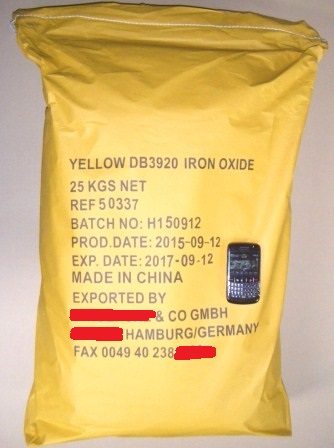 YELLOW DB3920 IRON OXIDE
25 KGS NET
REF 50337
BATCH NO: H150912
PROD.DATE: 2015-09-12
EXP. DATE: 2017-09-12
MADE IN CHINA
EXPORTED BY
& CO GMBH
HAMBURG/GERMANY
FAX 0049 40 238